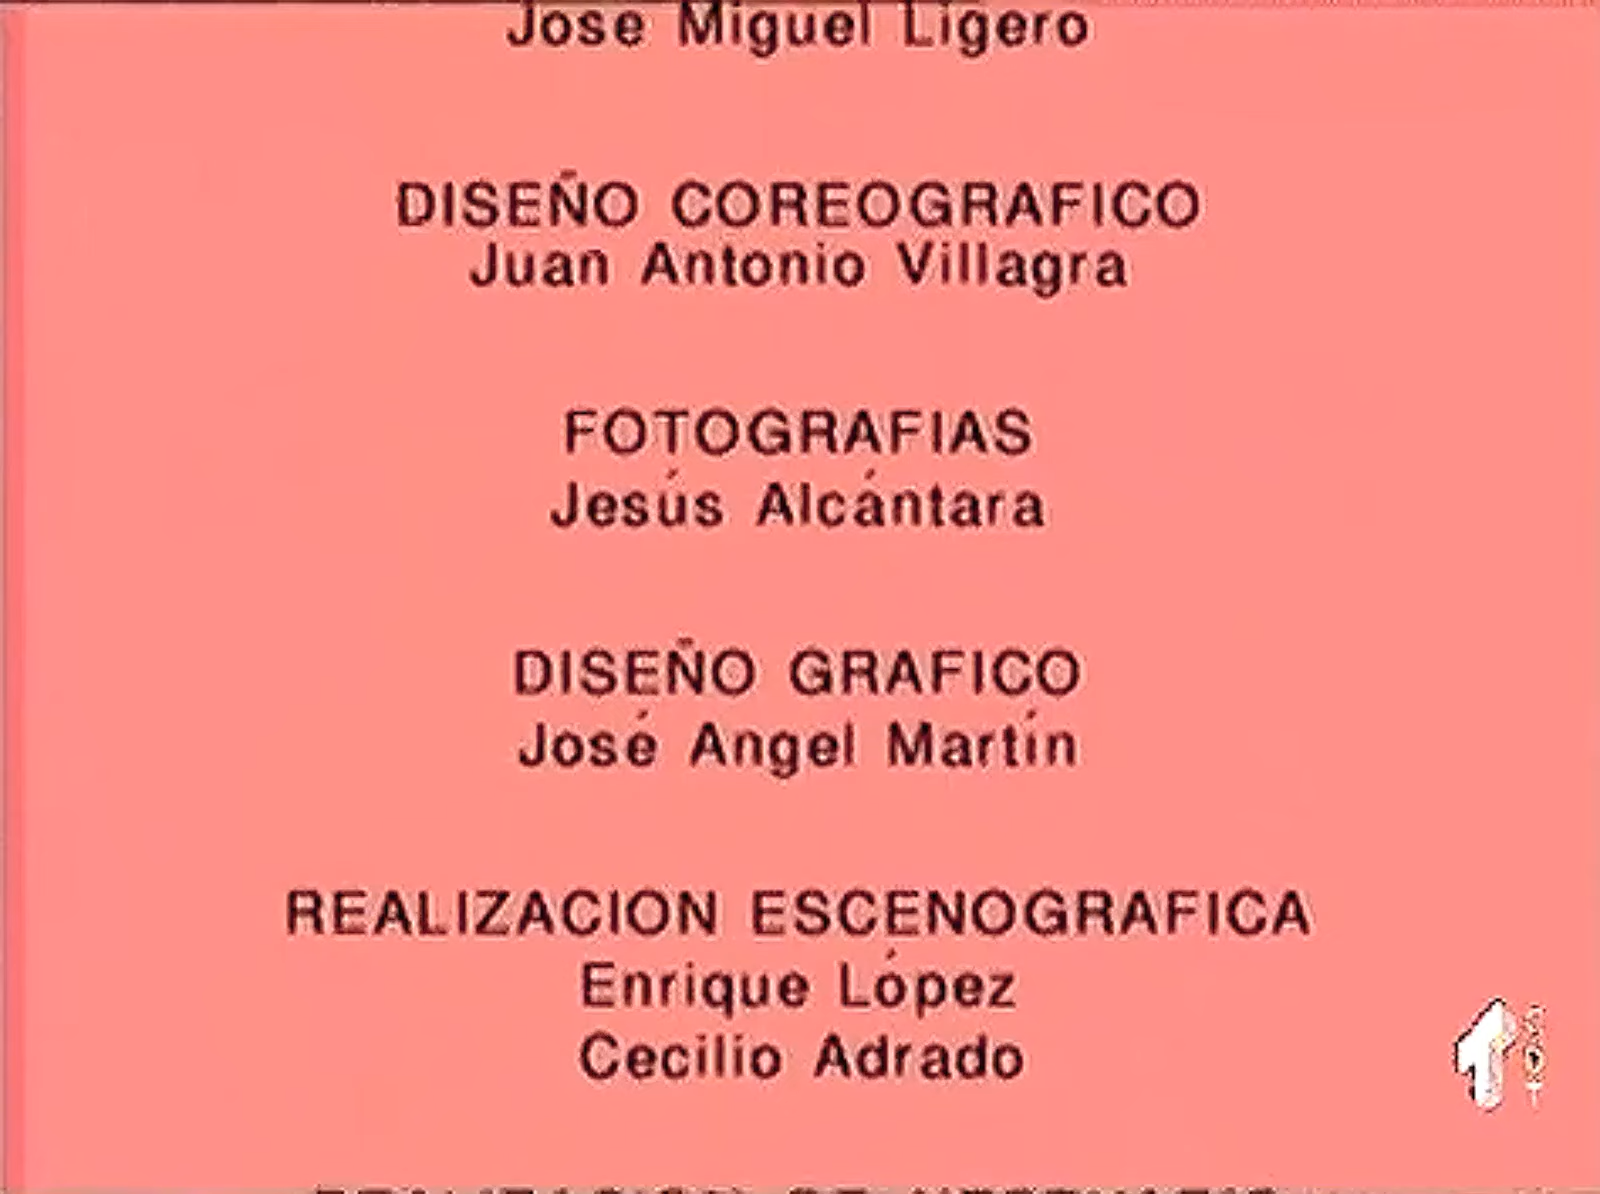 Jose Miguel Ligero
DISEÑO COREOGRAFICO
Juan Antonio Villagra
FOTOGRAFIAS
Jesús Alcántara
DISEÑO GRAFICO
José Angel Martín
REALIZACION ESCENOGRAFICA
Enrique López
Cecilio Adrado
1